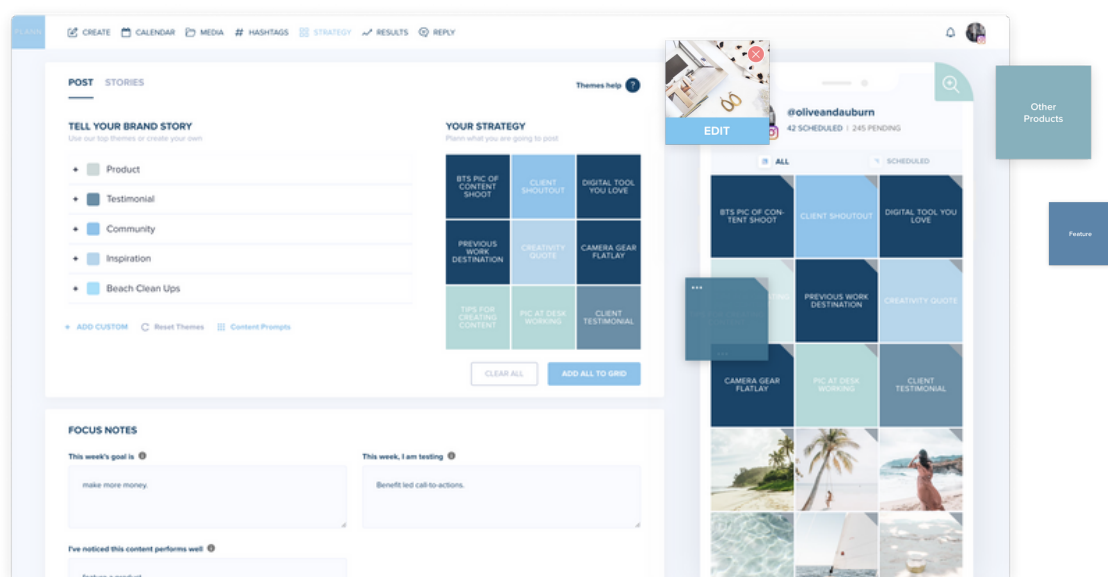 PLANN
CREATE
CALENDAR
MEDIA
# HASHTAGS
STRATEGY
RESULTS
REPLY
POST
STORIES
Themes help ?
TELL YOUR BRAND STORY
Use our top themes or create your own
+ Product
+ Testimonial
+ Community
+ Inspiration
+ Beach Clean Ups
+ ADD CUSTOM
Reset Themes
Content Prompts
YOUR STRATEGY
Plann what you are going to post
BTS PIC OF
CONTENT
SHOOT
CLIENT
SHOUTOUT
DIGITAL TOOL
YOU LOVE
PREVIOUS
WORK
DESTINATION
CREATIVITY
QUOTE
CAMERA GEAR
FLATLAY
TIPS FOR
CREATING
CONTENT
PIC AT DESK
WORKING
CLIENT
TESTIMONIAL
CLEAR ALL
ADD ALL TO GRID
FOCUS NOTES
This week's goal is
make more money.
This week, I am testing
Benefit led call-to-actions.
I've noticed this content performs well
feature a product
EDIT
@oliveandauburn
42 SCHEDULED | 245 PENDING
ALL
SCHEDULED
BTS PIC OF CON-
TENT SHOOT
CLIENT SHOUTOUT
DIGITAL TOOL YOU
LOVE
PREVIOUS WORK
DESTINATION
CREATIVITY QUOTE
CAMERA GEAR
FLATLAY
PIC AT DESK
WORKING
CLIENT
TESTIMONIAL
Other
Products
Feature